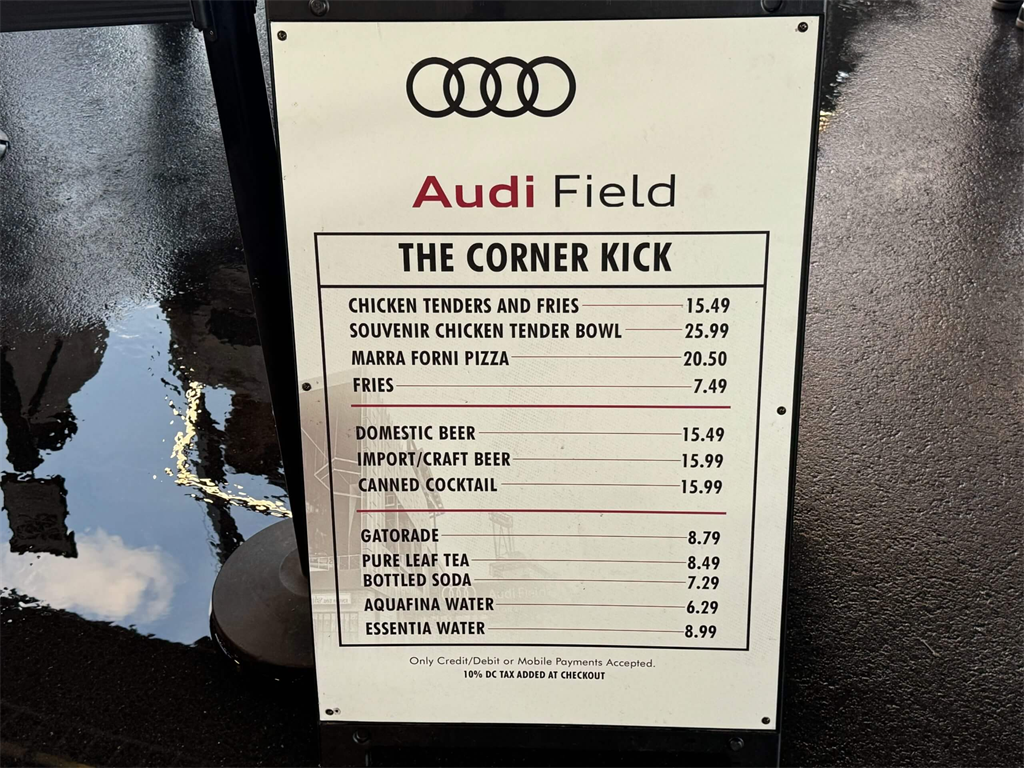 Audi Field
THE CORNER KICK
CHICKEN TENDERS AND FRIES 15.49
SOUVENIR CHICKEN TENDER BOWL 25.99
MARRA FORNI PIZZA 20.50
FRIES 7.49
DOMESTIC BEER 15.49
IMPORT/CRAFT BEER 15.99
CANNED COCKTAIL 15.99
GATORADE 8.79
PURE LEAF TEA 8.49
BOTTLED SODA 7.29
AQUAFINA WATER 6.29
ESSENTIA WATER 8.99
Only Credit/Debit or Mobile Payments Accepted.
10% DC TAX ADDED AT CHECKOUT